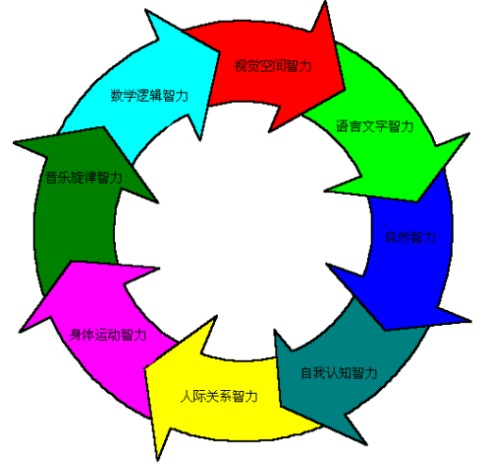 视觉空间智力
语言文字智力
自然智力
自我认知智力
人际关系智力
身体运动智力
音乐旋律智力
数学逻辑智力